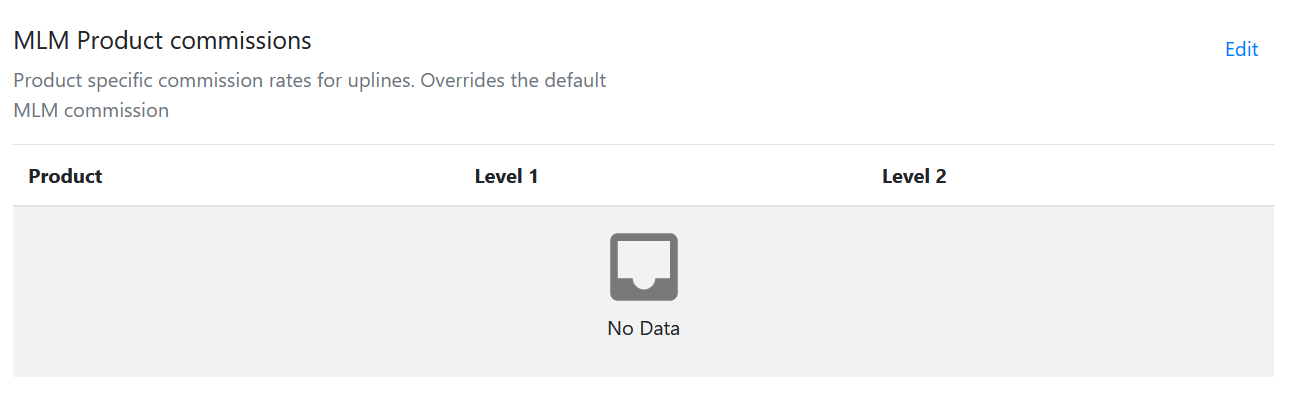 MLM Product commissions
Edit
Product specific commission rates for uplines. Overrides the default
MLM commission
Product Level 1 Level 2
No Data